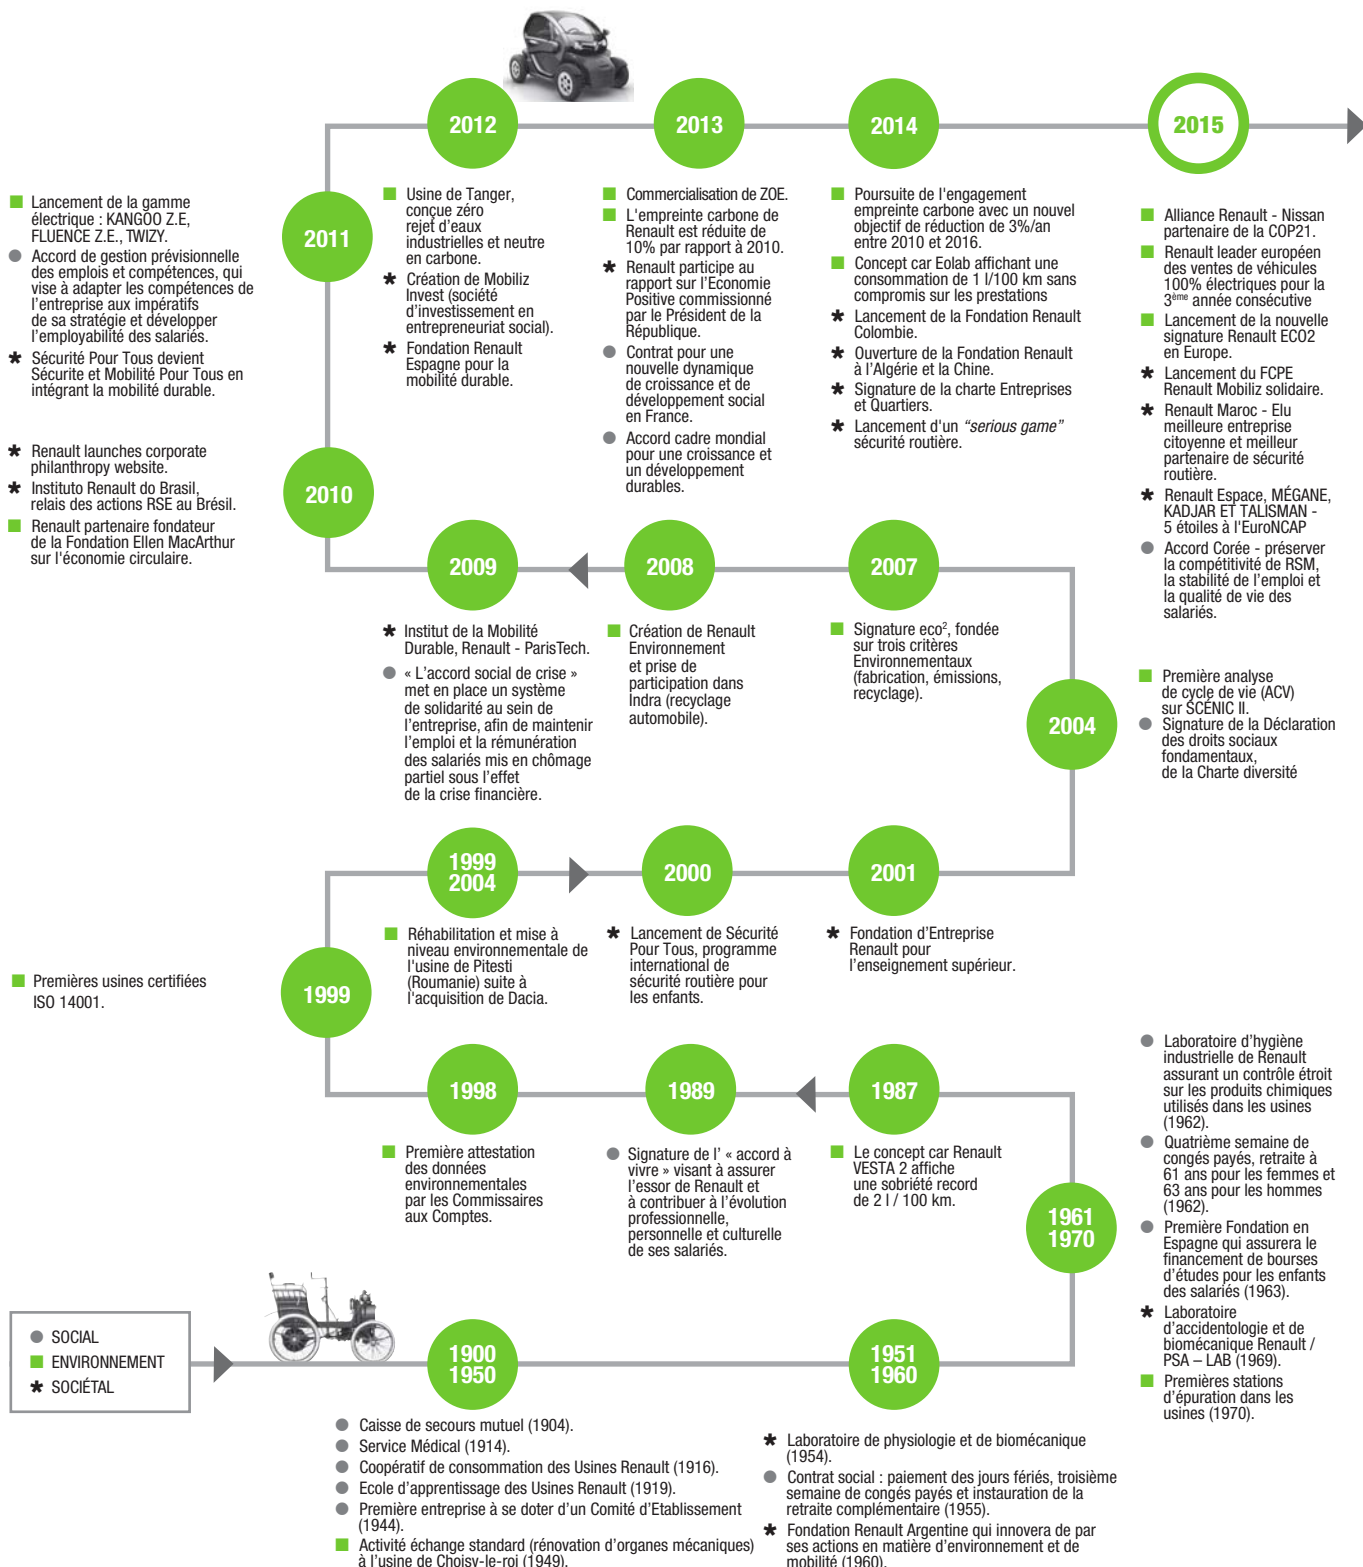 2012
2013
2014
2015
Usine de Tanger,
conçue zéro
rejet d'eaux
industrielles et neutre
en carbone.
Création de Mobiliz
Invest (société
d'investissement en
entrepreneuriat social).
Fondation Renault
Espagne pour la
mobilité durable.
Commercialisation de ZOE.
L'empreinte carbone de
Renault est réduite de
10% par rapport à 2010.
Renault participe au
rapport sur l'Economie
Positive commissionné
par le Président de la
République.
Contrat pour une
nouvelle dynamique
de croissance et de
développement social
en France.
Accord cadre mondial
pour une croissance et
un développement
durables.
Poursuite de l'engagement
empreinte carbone avec un nouvel
objectif de réduction de 3%/an
entre 2010 et 2016.
Concept car Eolab affichant une
consommation de 1 l/100 km sans
compromis sur les prestations
Lancement de la Fondation Renault
Colombie.
Ouverture de la Fondation Renault
à l'Algérie et la Chine.
Signature de la charte Entreprises
et Quartiers.
Lancement d'un "serious game"
sécurité routière.
Alliance Renault - Nissan
partenaire de la COP21.
Renault leader européen
des ventes de véhicules
100% électriques pour la
3ème année consécutive
Lancement de la nouvelle
signature Renault ECO2
en Europe.
Lancement du FCPE
Renault Mobiliz solidaire.
Renault Maroc - Elu
meilleure entreprise
citoyenne et meilleur
partenaire de sécurité
routière.
Renault Espace, MÉGANE,
KADJAR ET TALISMAN -
5 étoiles à l'EuroNCAP
Accord Corée - préserver
la compétitivité de RSM,
la stabilité de l'emploi et
la qualité de vie des
salariés.
Lancement de la gamme
électrique : KANGOO Z.E,
FLUENCE Z.E., TWIZY.
Accord de gestion prévisionnelle
des emplois et compétences, qui
vise à adapter les compétences de
l'entreprise aux impératifs
de sa stratégie et développer
l'employabilité des salariés.
Sécurité Pour Tous devient
Sécurite et Mobilité Pour Tous en
intégrant la mobilité durable.
2011
Renault launches corporate
philanthropy website.
Instituto Renault do Brasil,
relais des actions RSE au Brésil.
Renault partenaire fondateur
de la Fondation Ellen MacArthur
sur l'économie circulaire.
2010
2009
2008
2007
Institut de la Mobilité
Durable, Renault - ParisTech.
« L'accord social de crise »
met en place un système
de solidarité au sein de
l'entreprise, afin de maintenir
l'emploi et la rémunération
des salariés mis en chômage
partiel sous l'effet
de la crise financière.
Création de Renault
Environnement
et prise de
participation dans
Indra (recyclage
automobile).
Signature eco², fondée
sur trois critères
Environnementaux
(fabrication, émissions,
recyclage).
2004
Première analyse
de cycle de vie (ACV)
sur SCÉNIC II.
Signature de la Déclaration
des droits sociaux
fondamentaux,
de la Charte diversité
1999
2004
2000
2001
Réhabilitation et mise à
niveau environnementale de
l'usine de Pitesti
(Roumanie) suite à
l'acquisition de Dacia.
Lancement de Sécurité
Pour Tous, programme
international de
sécurité routière pour
les enfants.
Fondation d'Entreprise
Renault pour
l'enseignement supérieur.
Premières usines certifiées
ISO 14001.
1999
1998
1989
1987
Première attestation
des données
environnementales
par les Commissaires
aux Comptes.
Signature de l' « accord à
vivre » visant à assurer
l'essor de Renault et
à contribuer à l'évolution
professionnelle,
personnelle et culturelle
de ses salariés.
Le concept car Renault
VESTA 2 affiche
une sobriété record
de 2 l / 100 km.
1961
1970
Laboratoire d'hygiène
industrielle de Renault
assurant un contrôle étroit
sur les produits chimiques
utilisés dans les usines
(1962).
Quatrième semaine de
congés payés, retraite à
61 ans pour les femmes et
63 ans pour les hommes
(1962).
Première Fondation en
Espagne qui assurera le
financement de bourses
d'études pour les enfants
des salariés (1963).
Laboratoire
d'accidentologie et de
biomécanique Renault /
PSA – LAB (1969).
Premières stations
d'épuration dans les
usines (1970).
SOCIAL
ENVIRONNEMENT
SOCIÉTAL
1900
1950
1951
1960
Caisse de secours mutuel (1904).
Service Médical (1914).
Coopératif de consommation des Usines Renault (1916).
Ecole d'apprentissage des Usines Renault (1919).
Première entreprise à se doter d'un Comité d'Etablissement
(1944).
Activité échange standard (rénovation d'organes mécaniques)
à l'usine de Choisy-le-roi (1949).
Laboratoire de physiologie et de biomécanique
(1954).
Contrat social : paiement des jours fériés, troisième
semaine de congés payés et instauration de la
retraite complémentaire (1955).
Fondation Renault Argentine qui innovera de par
ses actions en matière d'environnement et de
mobilité (1960).